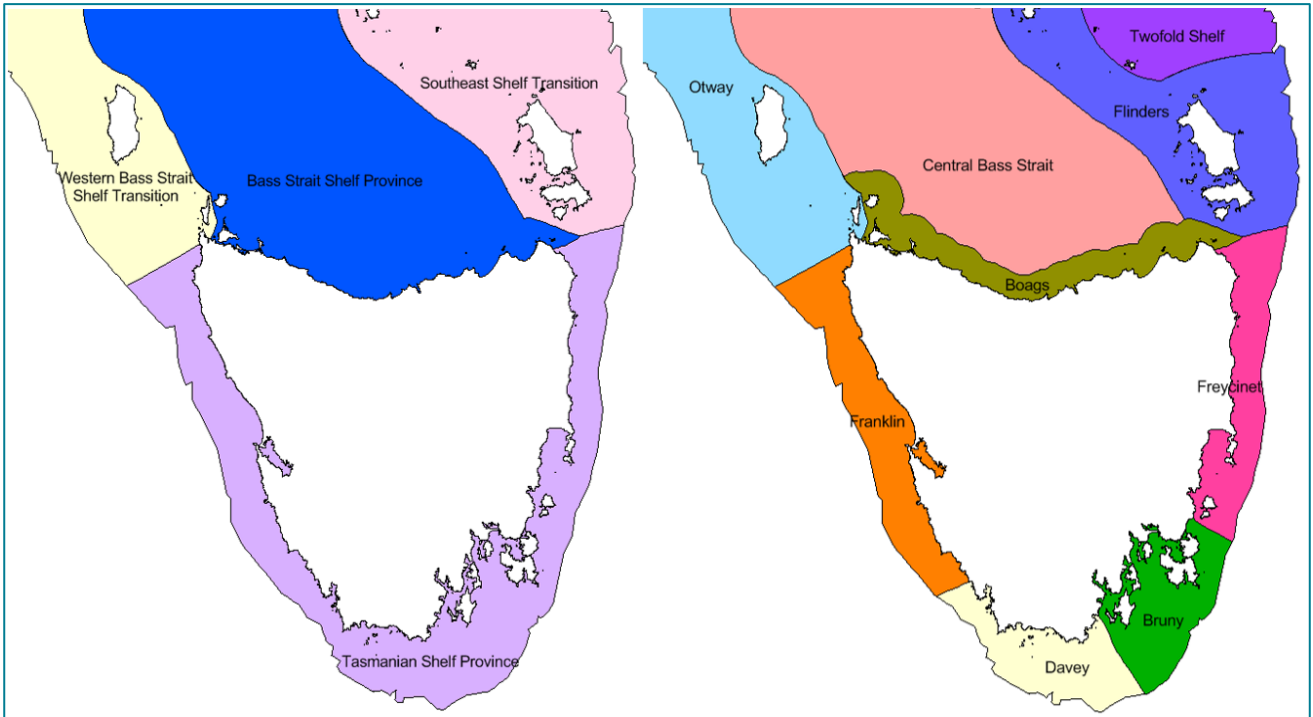 Southeast Shelf Transition
Western Bass Strait
Shelf Transition
Bass Strait Shelf Province
Tasmanian Shelf Province
Twofold Shelf
Otway
Flinders
Central Bass Strait
Boags
Freycinet
Franklin
Bruny
Davey